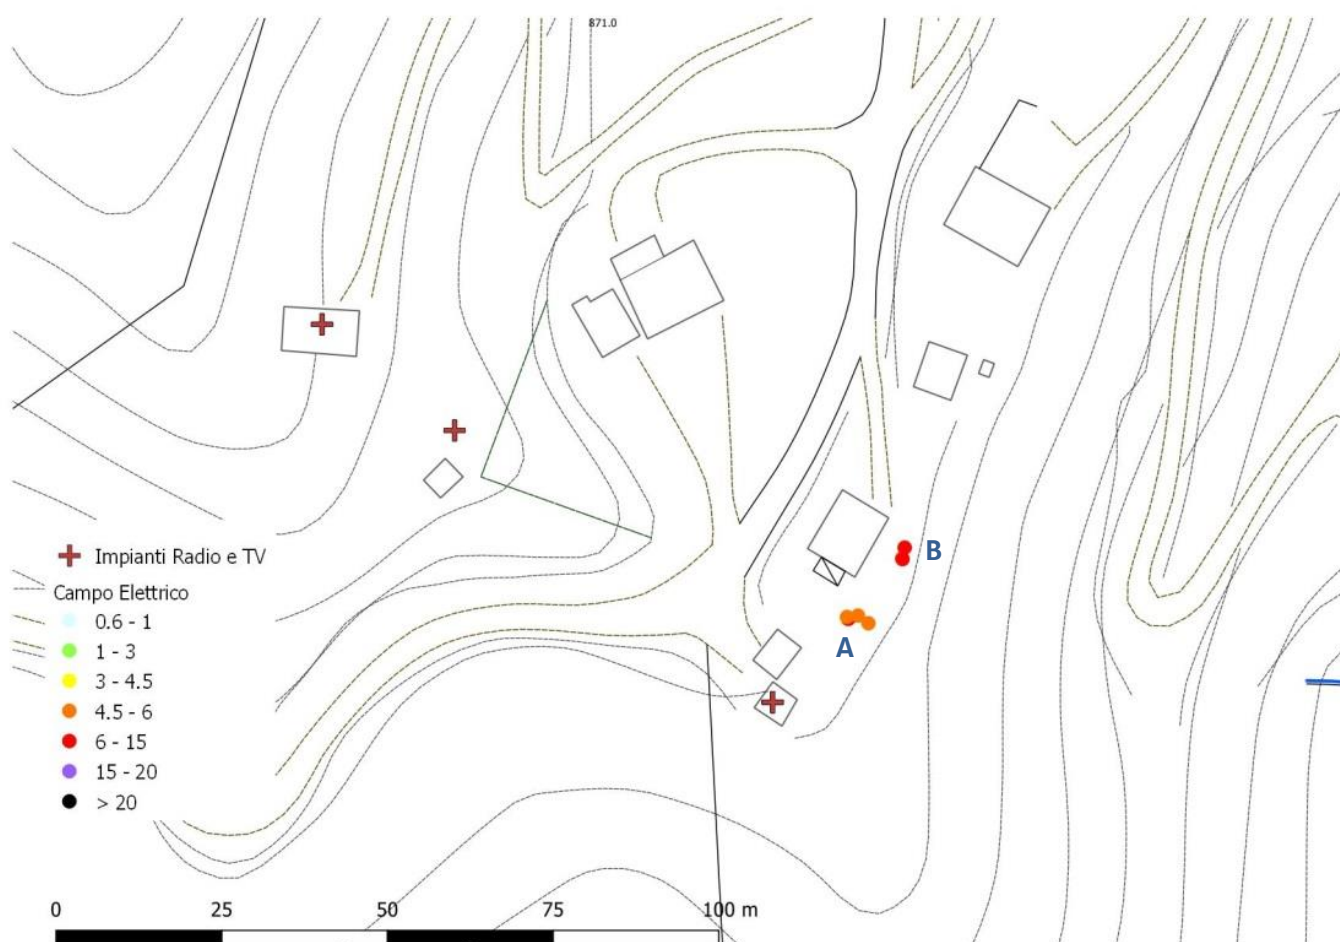 871.0
B
A
Impianti Radio e TV
Campo Elettrico
0.6 - 1
1 - 3
3 - 4.5
4.5 - 6
6 - 15
15 - 20
> 20
0 25 50 75 100 m